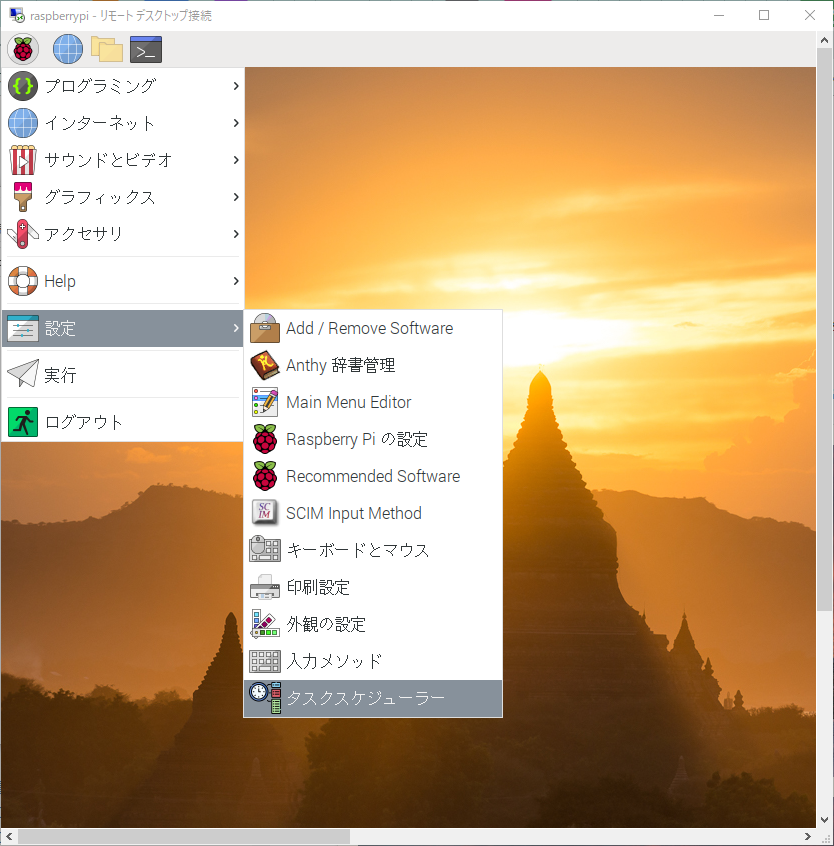 raspberrypi - リモート デスクトップ接続
プログラミング
インターネット
サウンドとビデオ
グラフィックス
アクセサリ
Help
設定
実行
ログアウト
Add / Remove Software
Anthy 辞書管理
Main Menu Editor
Raspberry Pi の設定
Recommended Software
SCIM Input Method
キーボードとマウス
印刷設定
外観の設定
入力メソッド
タスクスケジューラー